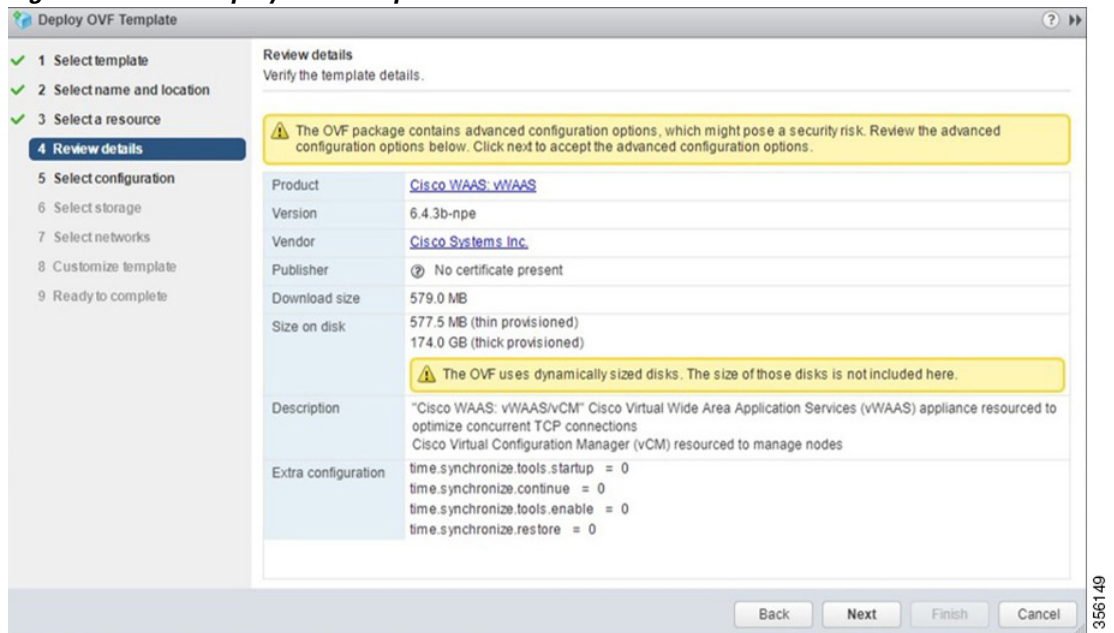 Deploy OVF Template
1 Select template
2 Select name and location
3 Select a resource
4 Review details
5 Select configuration
6 Select storage
7 Select networks
8 Customize template
9 Ready to complete
Review details
Verify the template details.
The OVF package contains advanced configuration options, which might pose a security risk. Review the advanced
configuration options below. Click next to accept the advanced configuration options.
Product Cisco WAAS: vWAAS
Version 6.4.3b-npe
Vendor Cisco Systems Inc.
Publisher ? No certificate present
Download size 579.0 MB
Size on disk 577.5 MB (thin provisioned)
174.0 GB (thick provisioned)
The OVF uses dynamically sized disks. The size of those disks is not included here.
Description "Cisco WAAS: vWAAS/vCM" Cisco Virtual Wide Area Application Services (vWAAS) appliance resourced to
optimize concurrent TCP connections
Cisco Virtual Configuration Manager (vCM) resourced to manage nodes
Extra configuration time.synchronize.tools.startup = 0
time.synchronize.continue = 0
time.synchronize.tools.enable = 0
time.synchronize.restore = 0
Back Next Finish Cancel
356149